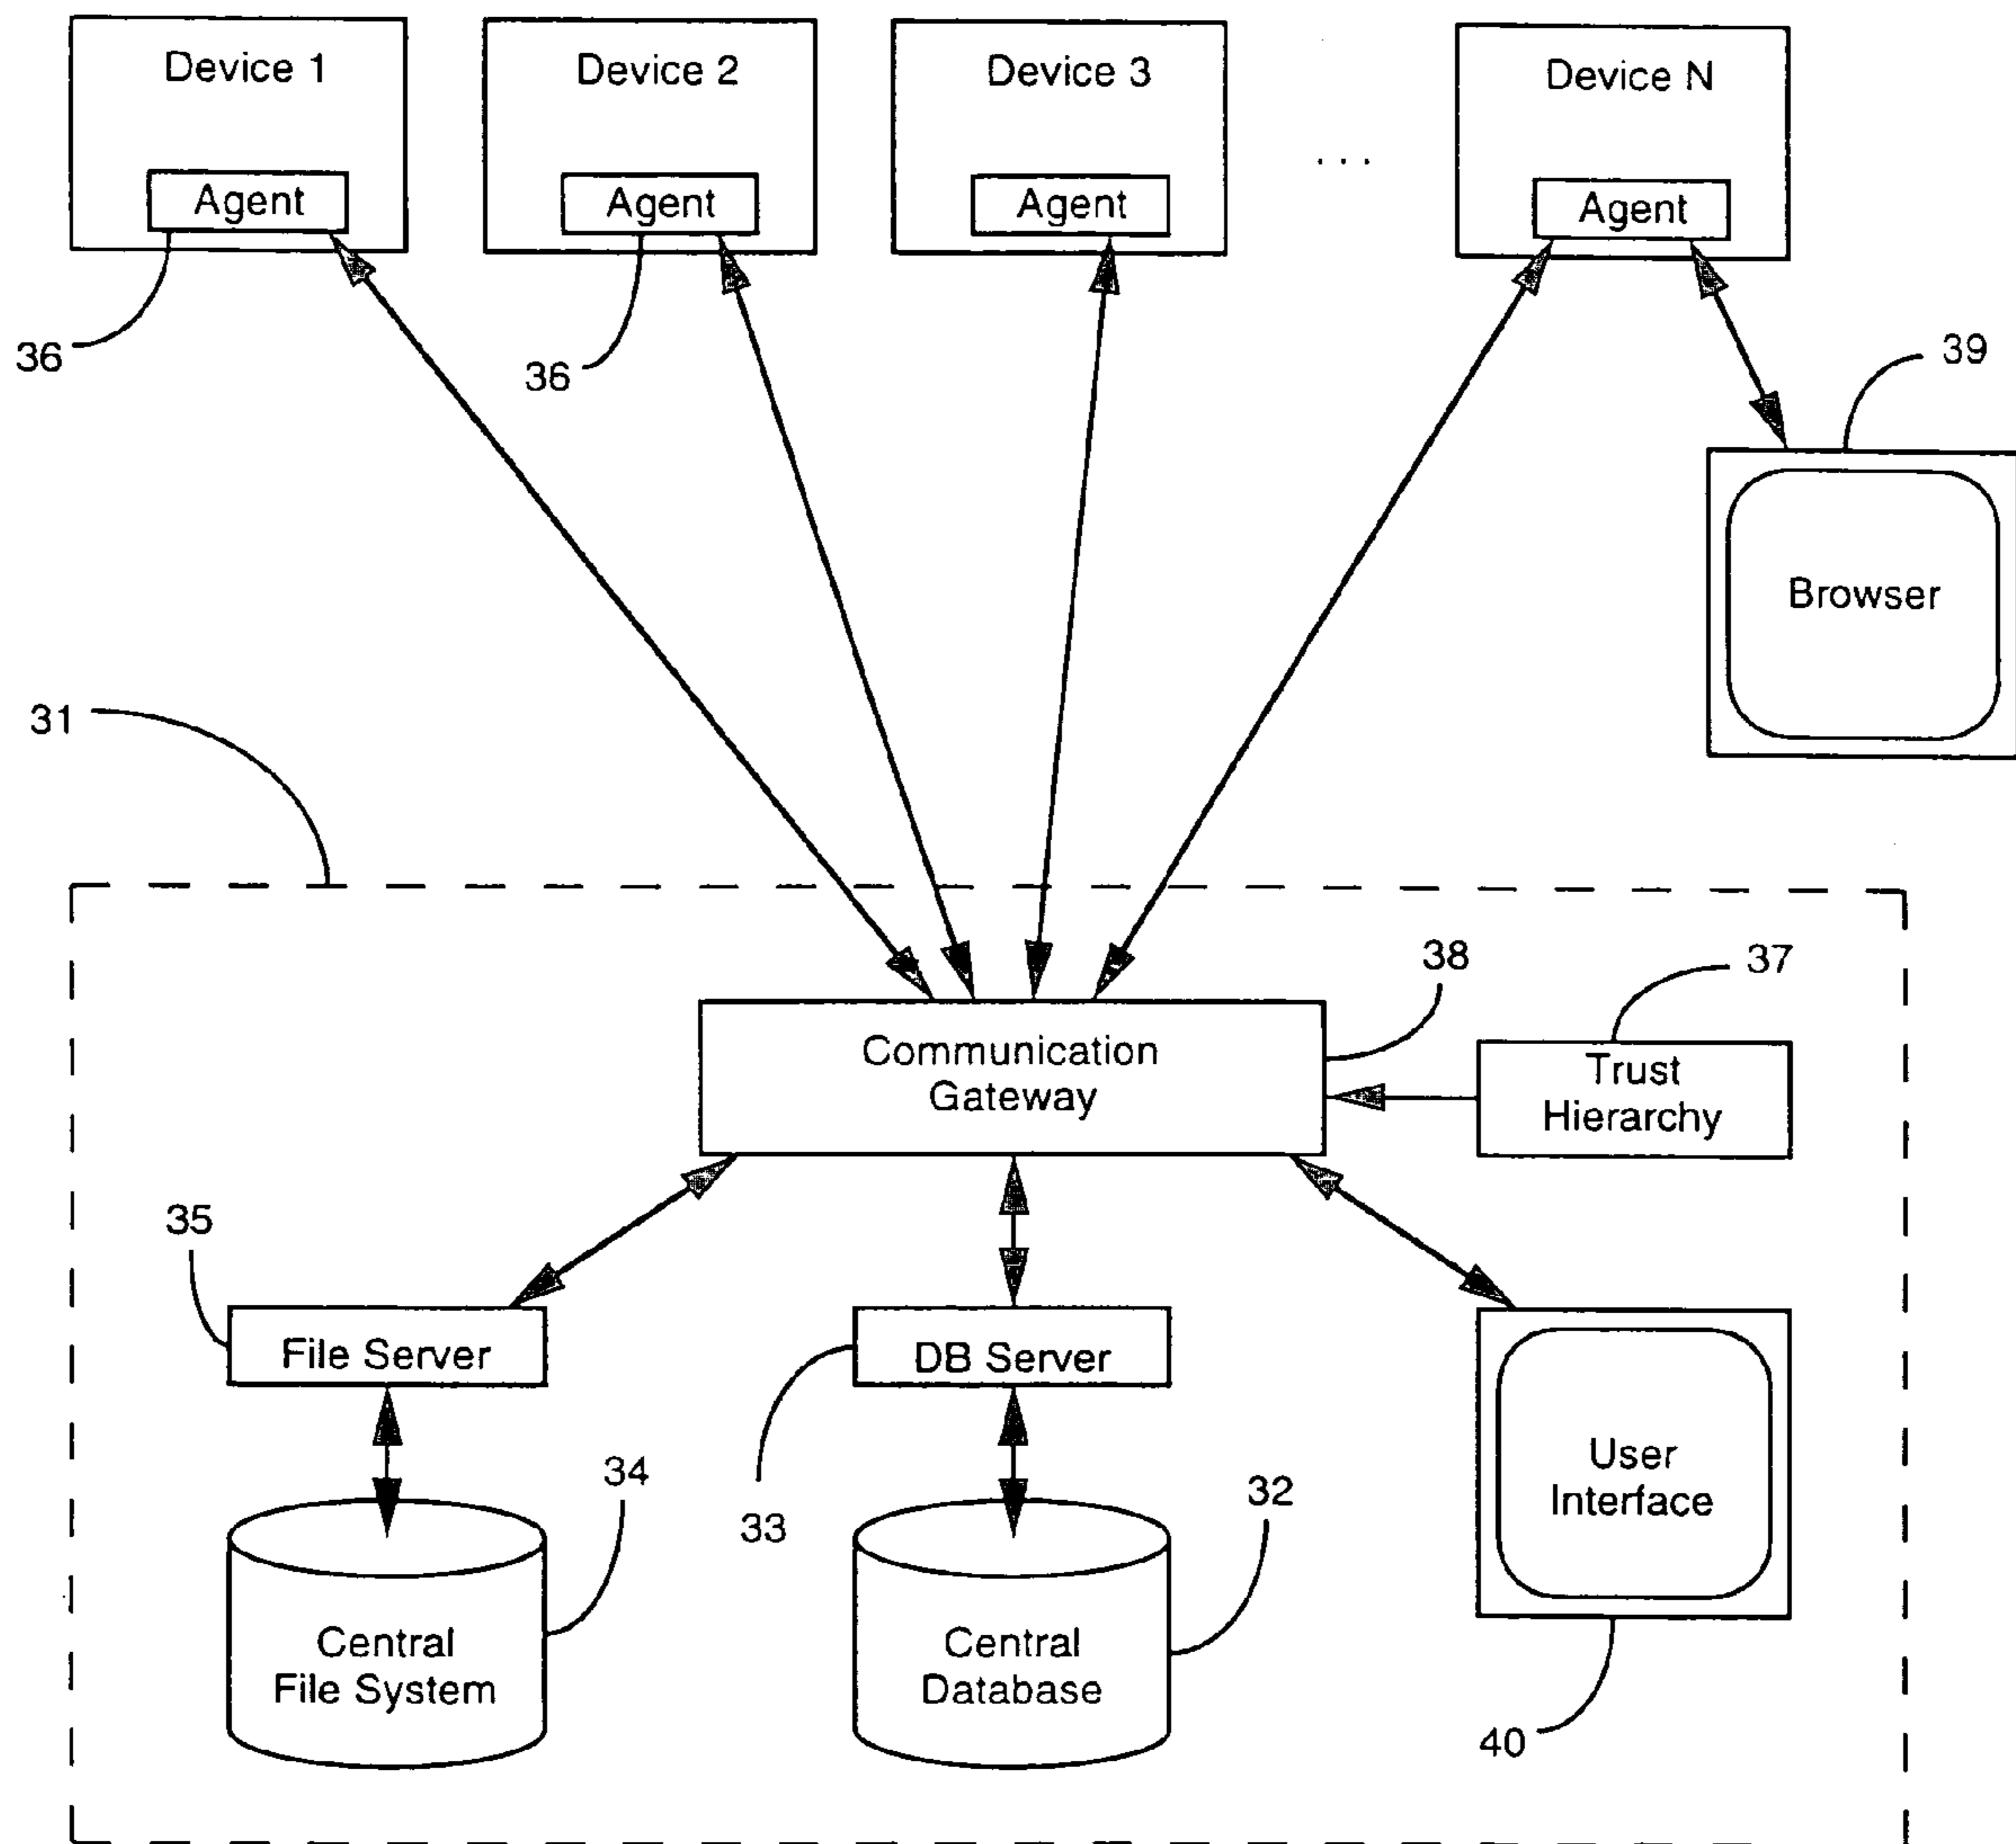 Device 1
Device 2
Device 3
Device N
. . .
Agent
Agent
Agent
Agent
36
36
39
Browser
31
38
37
Communication
Gateway
Trust
Hierarchy
35
File Server
DB Server
34
33
32
User
Interface
Central
File System
Central
Database
40